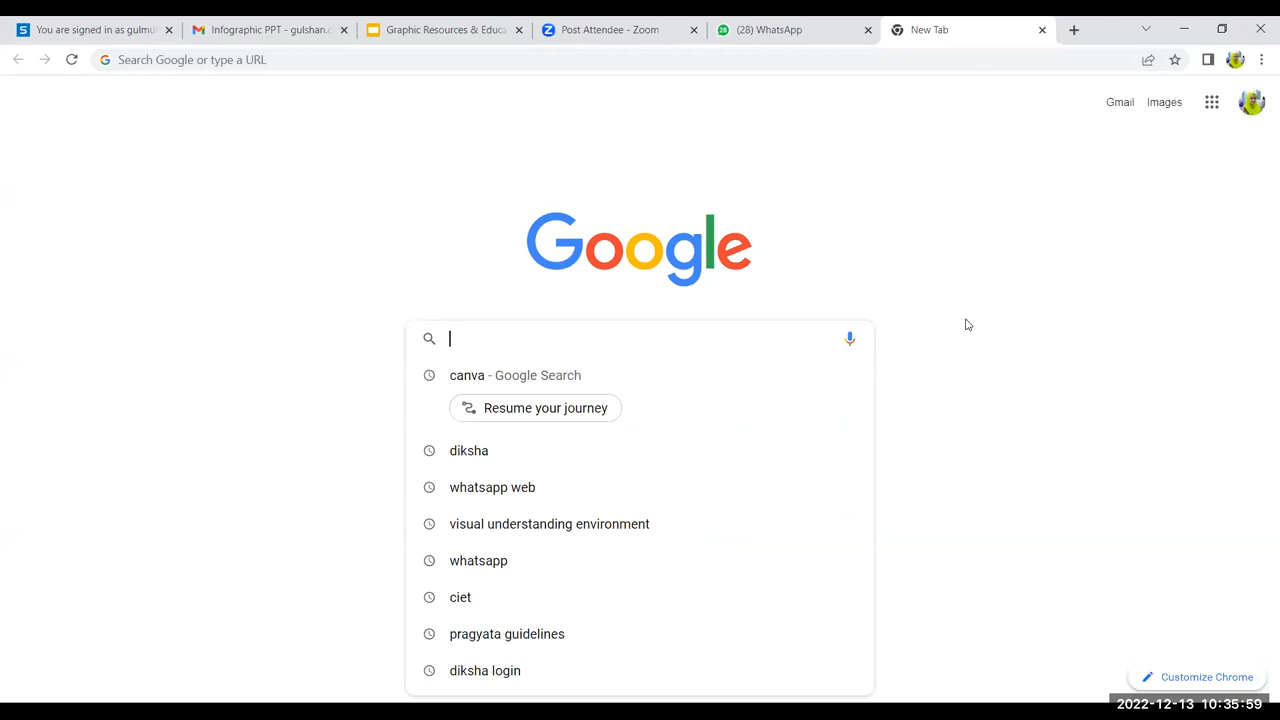 You are signed in as gulmu
Infographic PPT - gulshan.c
Graphic Resources & Educa
Post Attendee - Zoom
(28) WhatsApp
New Tab
Search Google or type a URL
Gmail
Images
Google
canva - Google Search
Resume your journey
diksha
whatsapp web
visual understanding environment
whatsapp
ciet
pragyata guidelines
diksha login
Customize Chrome
2022-12-13 10:35:59